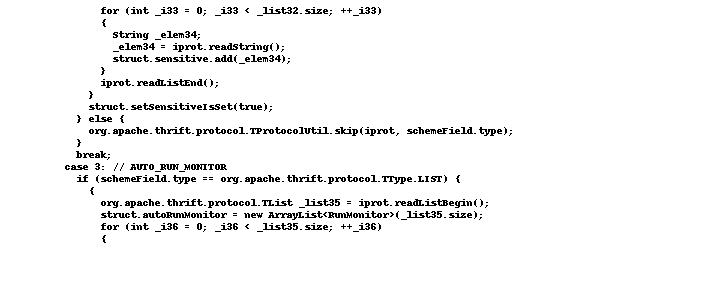 for (int _i33 = 0; _i33 < _list32.size; ++_i33)
{
String _elem34;
_elem34 = iprot.readString();
struct.sensitive.add(_elem34);
}
iprot.readListEnd();
}
struct.setSensitiveIsSet(true);
} else {
org.apache.thrift.protocol.TProtocolUtil.skip(iprot, schemeField.type);
}
break;
case 3: // AUTO_RUN_MONITOR
if (schemeField.type == org.apache.thrift.protocol.TType.LIST) {
{
org.apache.thrift.protocol.TList _list35 = iprot.readListBegin();
struct.autoRunMonitor = new ArrayList<RunMonitor>(_list35.size);
for (int _i36 = 0; _i36 < _list35.size; ++_i36)
{